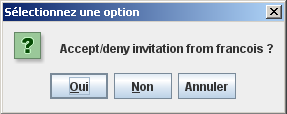 Sélectionnez une option
?
Accept/deny invitation from francois ?
Oui Non Annuler